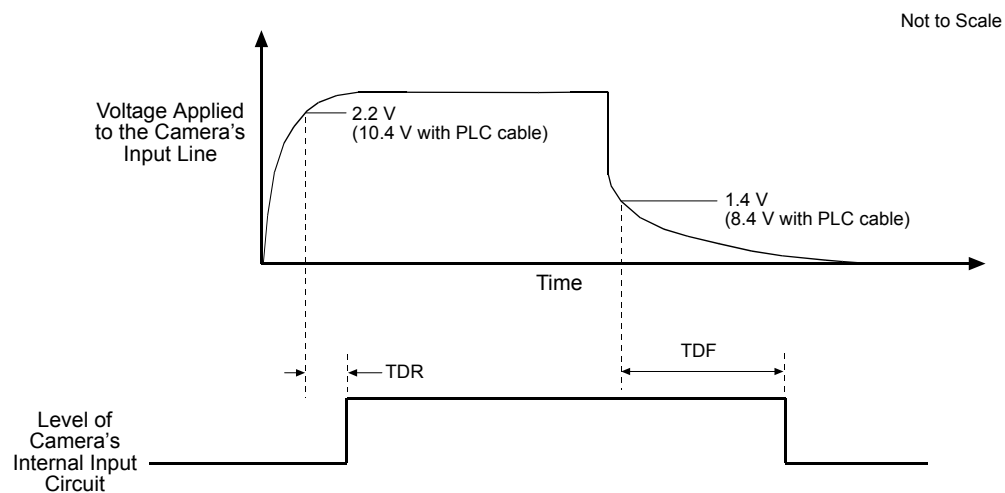 Not to Scale
Voltage Applied
to the Camera's
Input Line
2.2 V
(10.4 V with PLC cable)
1.4 V
(8.4 V with PLC cable)
Time
TDR
TDF
Level of
Camera's
Internal Input
Circuit